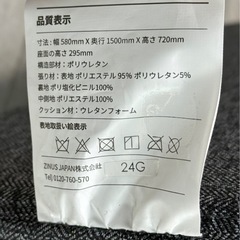 品質表示
寸法:幅 580mm X 奥行 1500mm X 高さ 720mm
座面の高さ 295mm
構造部材:ポリウレタン
張り材:表地 ポリエステル 95% ポリウレタン5%
裏地 ポリ塩化ビニル100%
中側地 ポリエステル100%
クッション材:ウレタンフォーム
表地取扱い絵表示
ZINUS JAPAN株式会社
Tel) 0120-760-570
24G